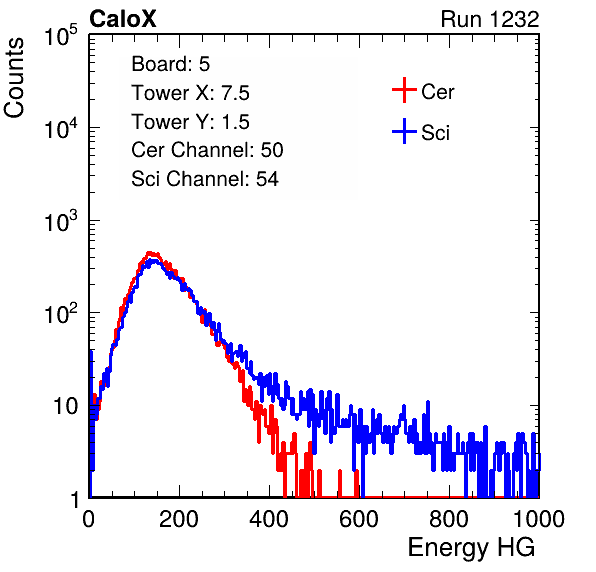 CaloX Run 1232
Counts
Board: 5
Tower X: 7.5
Tower Y: 1.5
Cer Channel: 50
Sci Channel: 54
Cer
Sci
10^5
10^4
10^3
10^2
10
1
0 200 400 600 800 1000
Energy HG